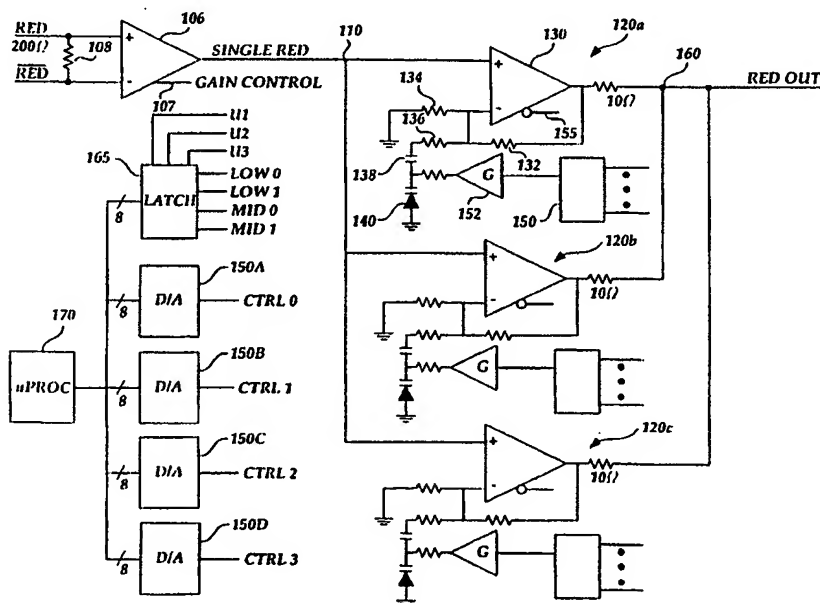 106
RED
200Ω
108
+
-
RED
SINGLE RED
107
GAIN CONTROL
110
130
120a
160
RED OUT
+
-
10Ω
134
136
155
132
138
140
G
152
150
U1
U2
U3
165
LATCH
LOW 0
LOW 1
MID 0
MID 1
8
150A
D/A
CTRL 0
8
170
uPROC
150B
D/A
CTRL 1
8
150C
D/A
CTRL 2
8
150D
D/A
CTRL 3
8
120b
+
-
10Ω
G
120c
+
-
10Ω
G